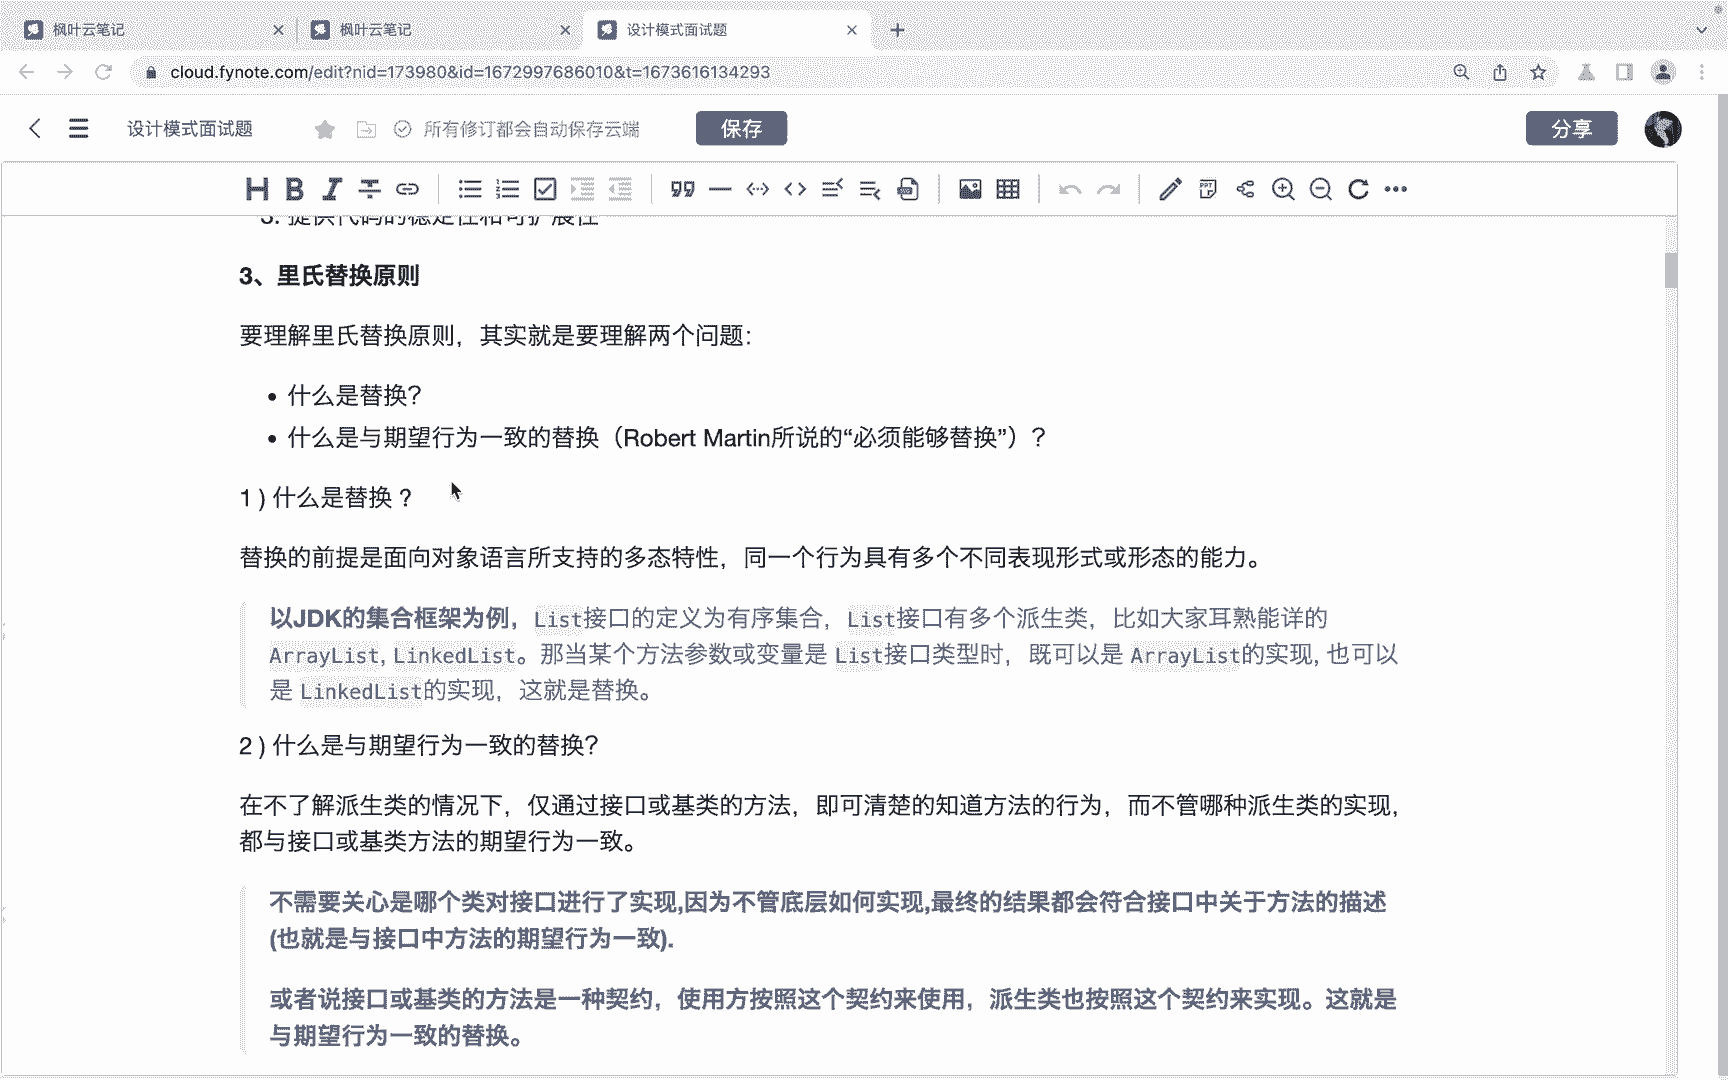 枫叶云笔记
枫叶云笔记
设计模式面试题
cloud.fynote.com/edit?nid=173980&id=1672997686010&t=1673616134293
设计模式面试题
所有修订都会自动保存云端
保存
分享
3. 提供代码的稳定性和可扩展性
3、里氏替换原则
要理解里氏替换原则，其实就是要理解两个问题：
• 什么是替换？
• 什么是与期望行为一致的替换（Robert Martin所说的“必须能够替换”）？
1 ) 什么是替换 ？
替换的前提是面向对象语言所支持的多态特性，同一个行为具有多个不同表现形式或形态的能力。
以JDK的集合框架为例，List接口的定义为有序集合，List接口有多个派生类，比如大家耳熟能详的
ArrayList, LinkedList。那当某个方法参数或变量是 List接口类型时，既可以是 ArrayList的实现, 也可以
是 LinkedList的实现，这就是替换。
2 ) 什么是与期望行为一致的替换？
在不了解派生类的情况下，仅通过接口或基类的方法，即可清楚的知道方法的行为，而不管哪种派生类的实现，
都与接口或基类方法的期望行为一致。
不需要关心是哪个类对接口进行了实现,因为不管底层如何实现,最终的结果都会符合接口中关于方法的描述
(也就是与接口中方法的期望行为一致).
或者说接口或基类的方法是一种契约，使用方按照这个契约来使用，派生类也按照这个契约来实现。这就是
与期望行为一致的替换。